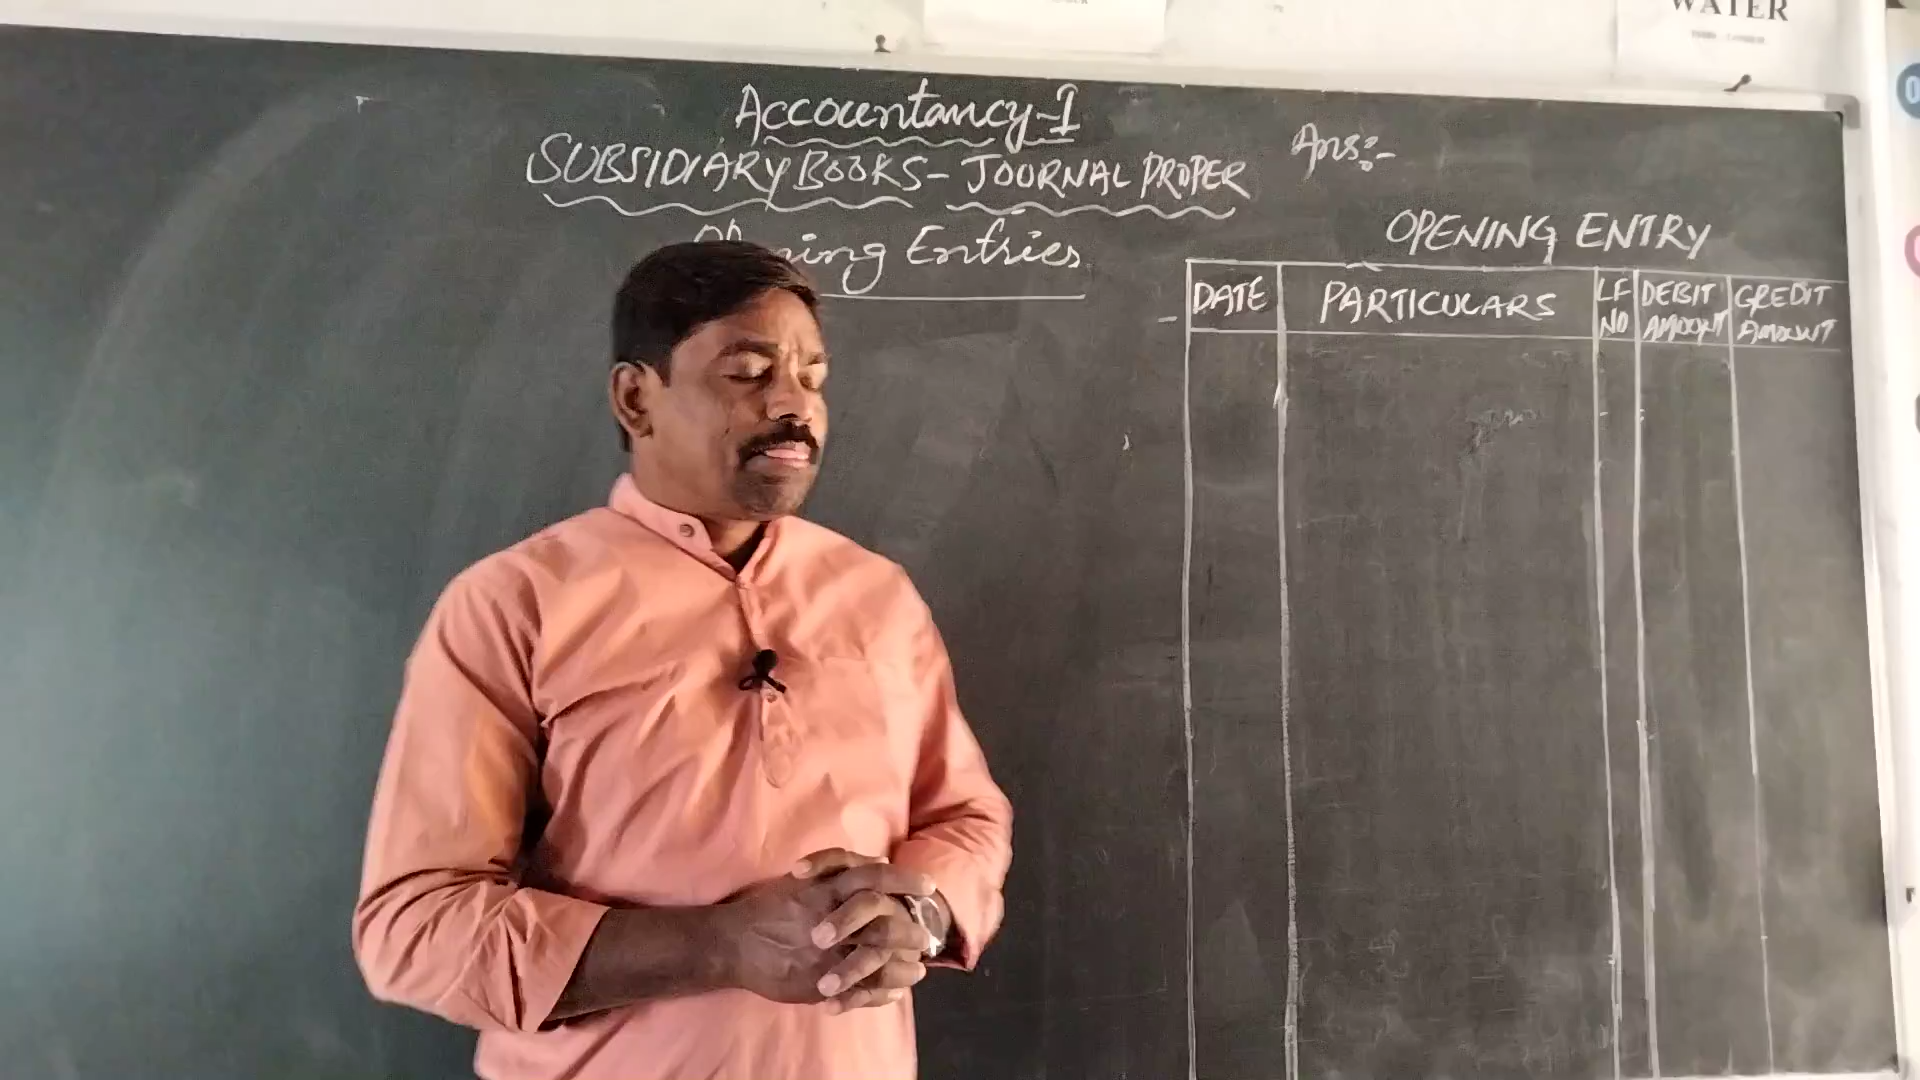 WATER
Accountancy-I
SUBSIDIARY BOOKS - JOURNAL PROPER
Entries
Ans:-
OPENING ENTRY
DATE PARTICULARS LF NO DEBIT AMOUNT CREDIT AMOUNT